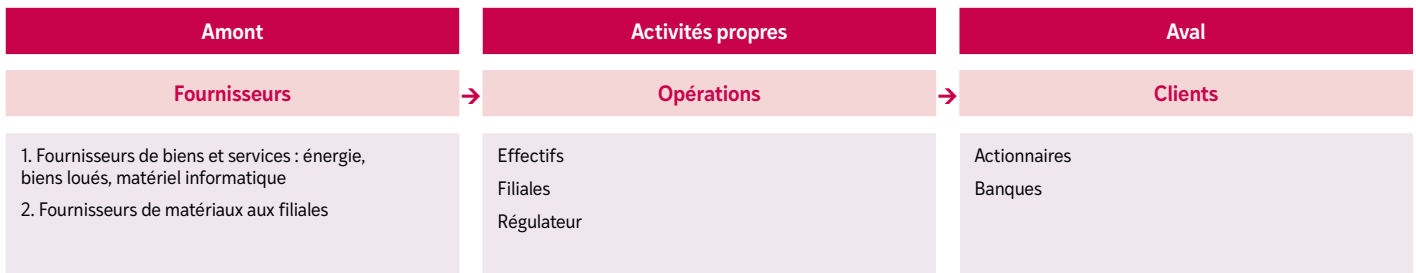 Amont
Activités propres
Aval
Fournisseurs
Opérations
Clients
1. Fournisseurs de biens et services : énergie,
biens loués, matériel informatique
2. Fournisseurs de matériaux aux filiales
Effectifs
Filiales
Régulateur
Actionnaires
Banques